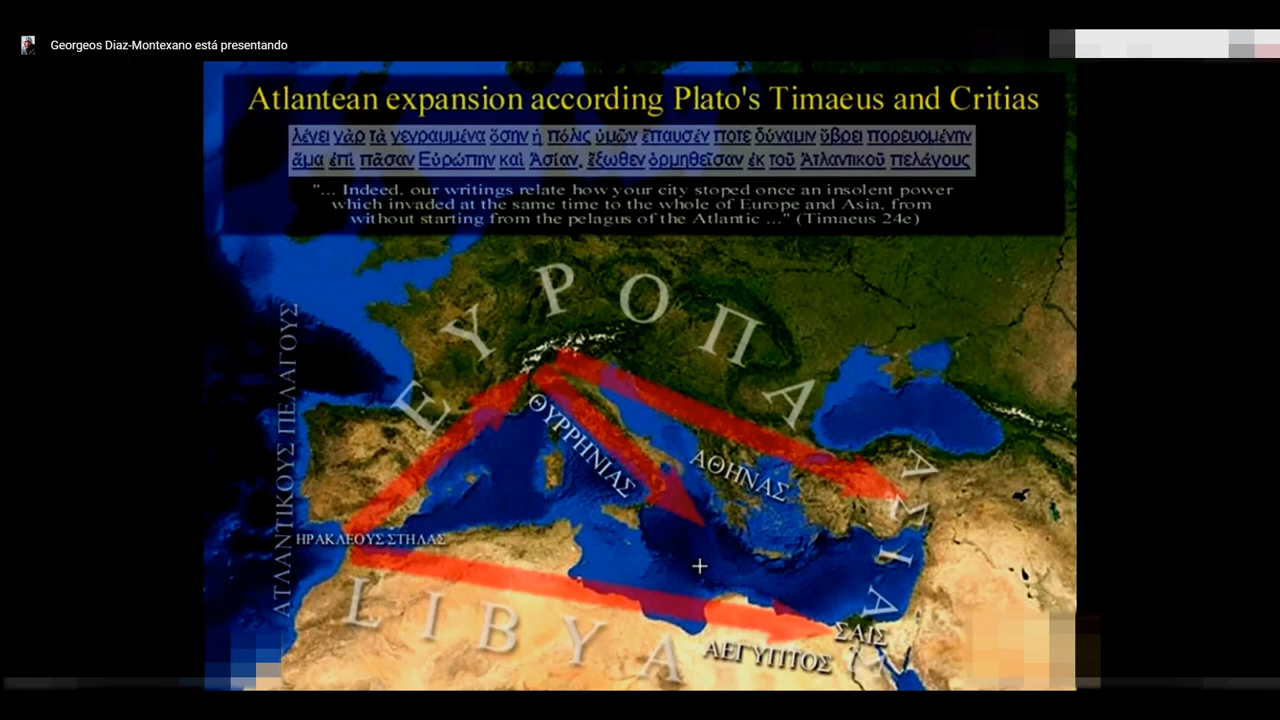 Georgeos Diaz-Montexano está presentando
Atlantean expansion according Plato's Timaeus and Critias
λέγει γὰρ τὰ γεγραμμένα ὅσην ἡ πόλις ὑμῶν ἔπαυσέν ποτε δύναμιν ὕβρει πορευομένην
ἅμα ἐπὶ πᾶσαν Εὐρώπην καὶ Ἀσίαν, ἔξωθεν ὁρμηθεῖσαν ἐκ τοῦ Ἀτλαντικοῦ πελάγους
"... Indeed, our writings relate how your city stoped once an insolent power
which invaded at the same time to the whole of Europe and Asia, from
without starting from the pelagus of the Atlantic ..." (Timaeus 24e)
ΕΥΡΟΠΑ
ΑΤΛΑΝΤΙΚΟΥΣ ΠΕΛΑΓΟΥΣ
ΘΥΡΡΗΝΙΑΣ
ΑΘΗΝΑΣ
ΑΣΙΑ
ΗΡΑΚΛΕΟΥΣ ΣΤΗΛΑΣ
LIBYA
ΣΑΙΣ
ΑΕΓΥΠΤΟΣ